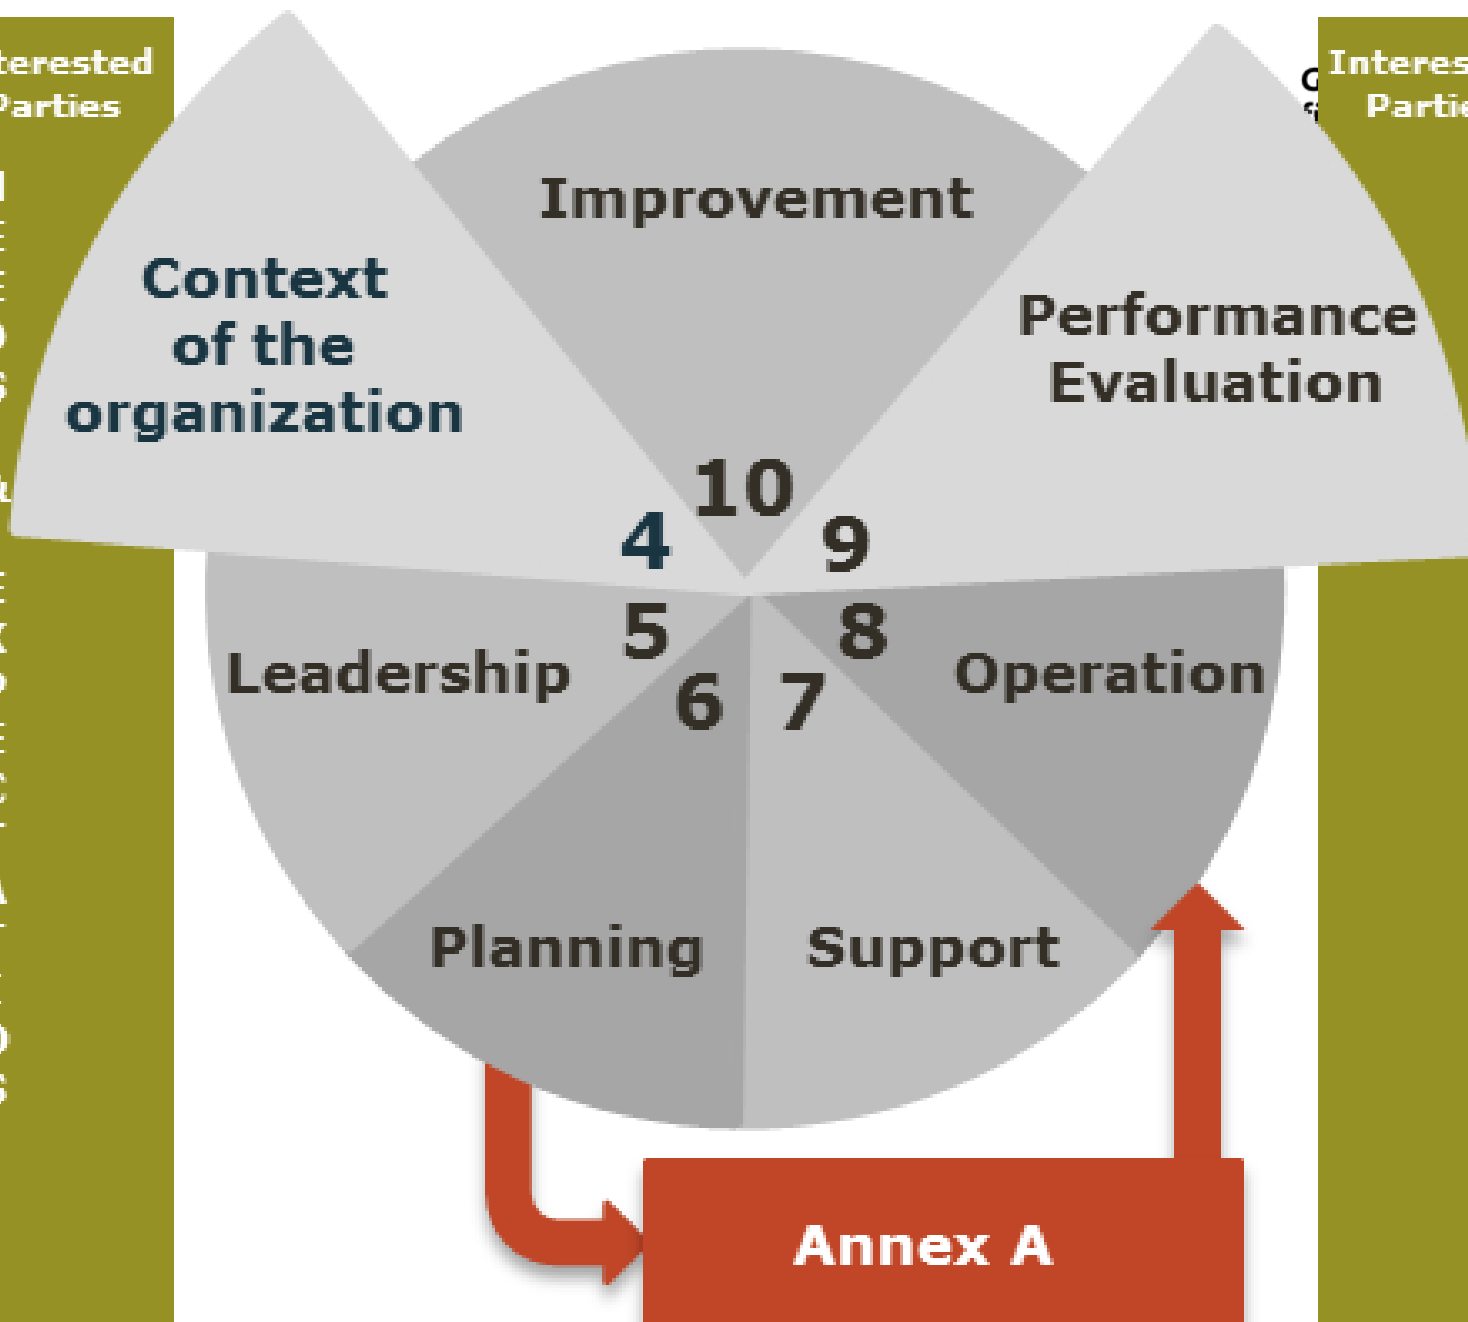 terested
Parties
Interes
Partie
Improvement
Context
of the
organization
Performance
Evaluation
10
4
9
5
8
6
7
Leadership
Operation
Planning
Support
Annex A